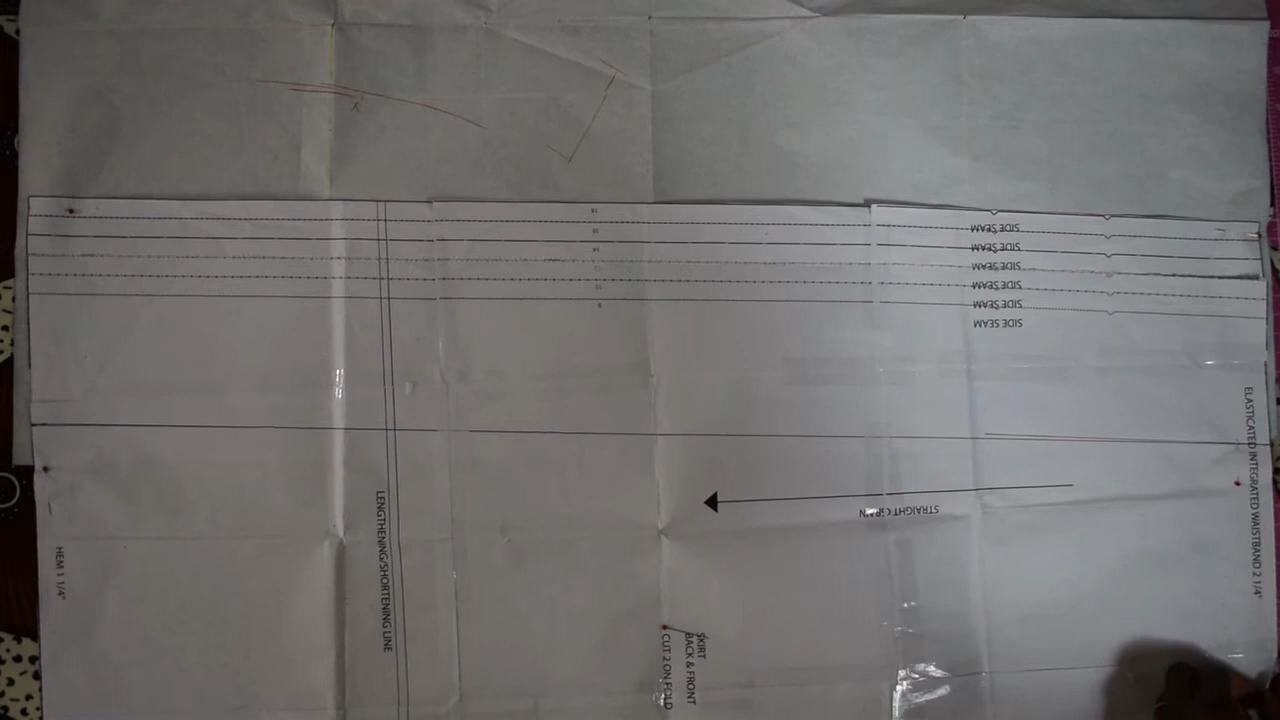 SIDE SEAM
SIDE SEAM
SIDE SEAM
SIDE SEAM
SIDE SEAM
SIDE SEAM
ELASTICATED INTEGRATED WAISTBAND 2 1/4"
STRAIGHT GRAIN
LENGTHENING/SHORTENING LINE
HEM 1 1/4"
SKIRT
BACK & FRONT
CUT 2 ON FOLD